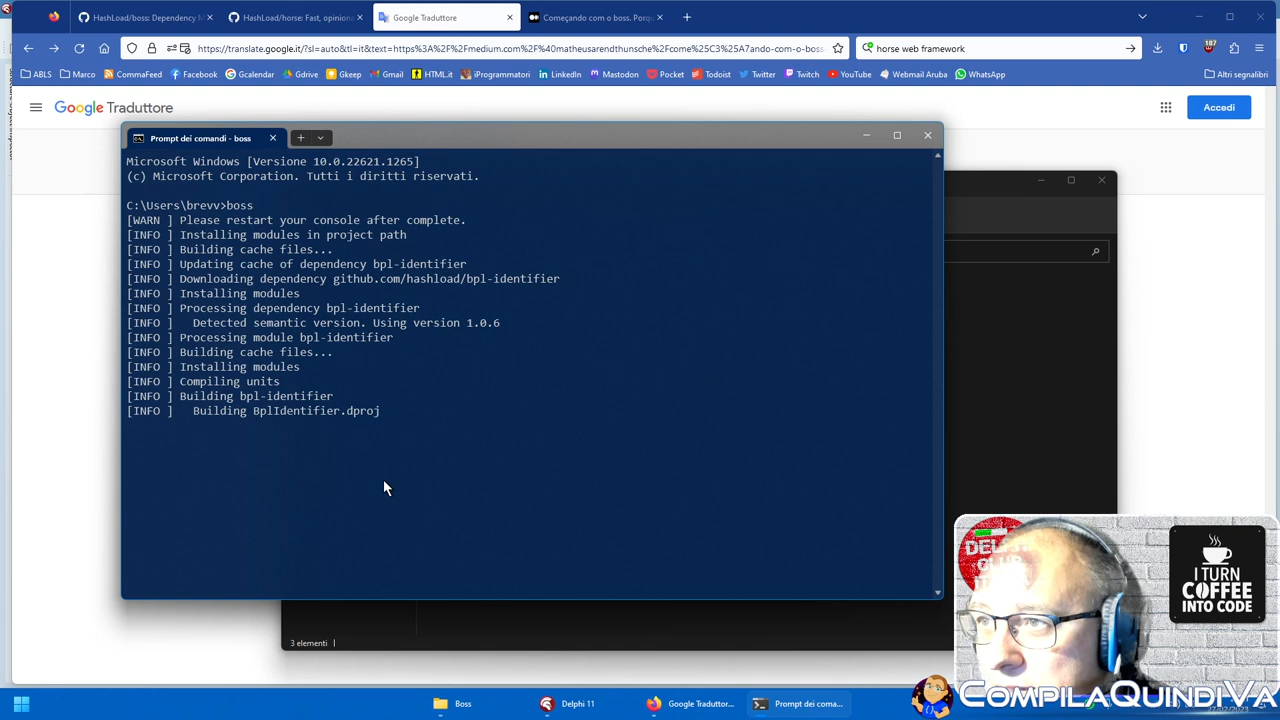 HashLoad/boss: Dependency M
HashLoad/horse: Fast, opinion
Google Traduttore
Começando com o boss. Porqu
https://translate.google.it/?sl=auto&tl=it&text=https%3A%2F%2Fmedium.com%2F%40matheusarendthunsche%2Fcome%25C3%25A7ando-com-o-boss
horse web framework
187
ABLS
Marco
CommaFeed
Facebook
Gcalendar
Gdrive
Gkeep
Gmail
HTML.it
iProgrammatori
LinkedIn
Mastodon
Pocket
Todoist
Twitter
Twitch
YouTube
Webmail Aruba
WhatsApp
Altri segnalibri
Google Traduttore
Accedi
Prompt dei comandi - boss
Microsoft Windows [Versione 10.0.22621.1265]
(c) Microsoft Corporation. Tutti i diritti riservati.
C:\Users\brevv>boss
[WARN ] Please restart your console after complete.
[INFO ] Installing modules in project path
[INFO ] Building cache files...
[INFO ] Updating cache of dependency bpl-identifier
[INFO ] Downloading dependency github.com/hashload/bpl-identifier
[INFO ] Installing modules
[INFO ] Processing dependency bpl-identifier
[INFO ]   Detected semantic version. Using version 1.0.6
[INFO ] Processing module bpl-identifier
[INFO ] Building cache files...
[INFO ] Installing modules
[INFO ] Compiling units
[INFO ] Building bpl-identifier
[INFO ]   Building BplIdentifier.dproj
3 elementi
I TURN
COFFEE
INTO CODE
COMPILAQUINDIVA
Boss
Delphi 11
Google Traduttor...
Prompt dei coma...